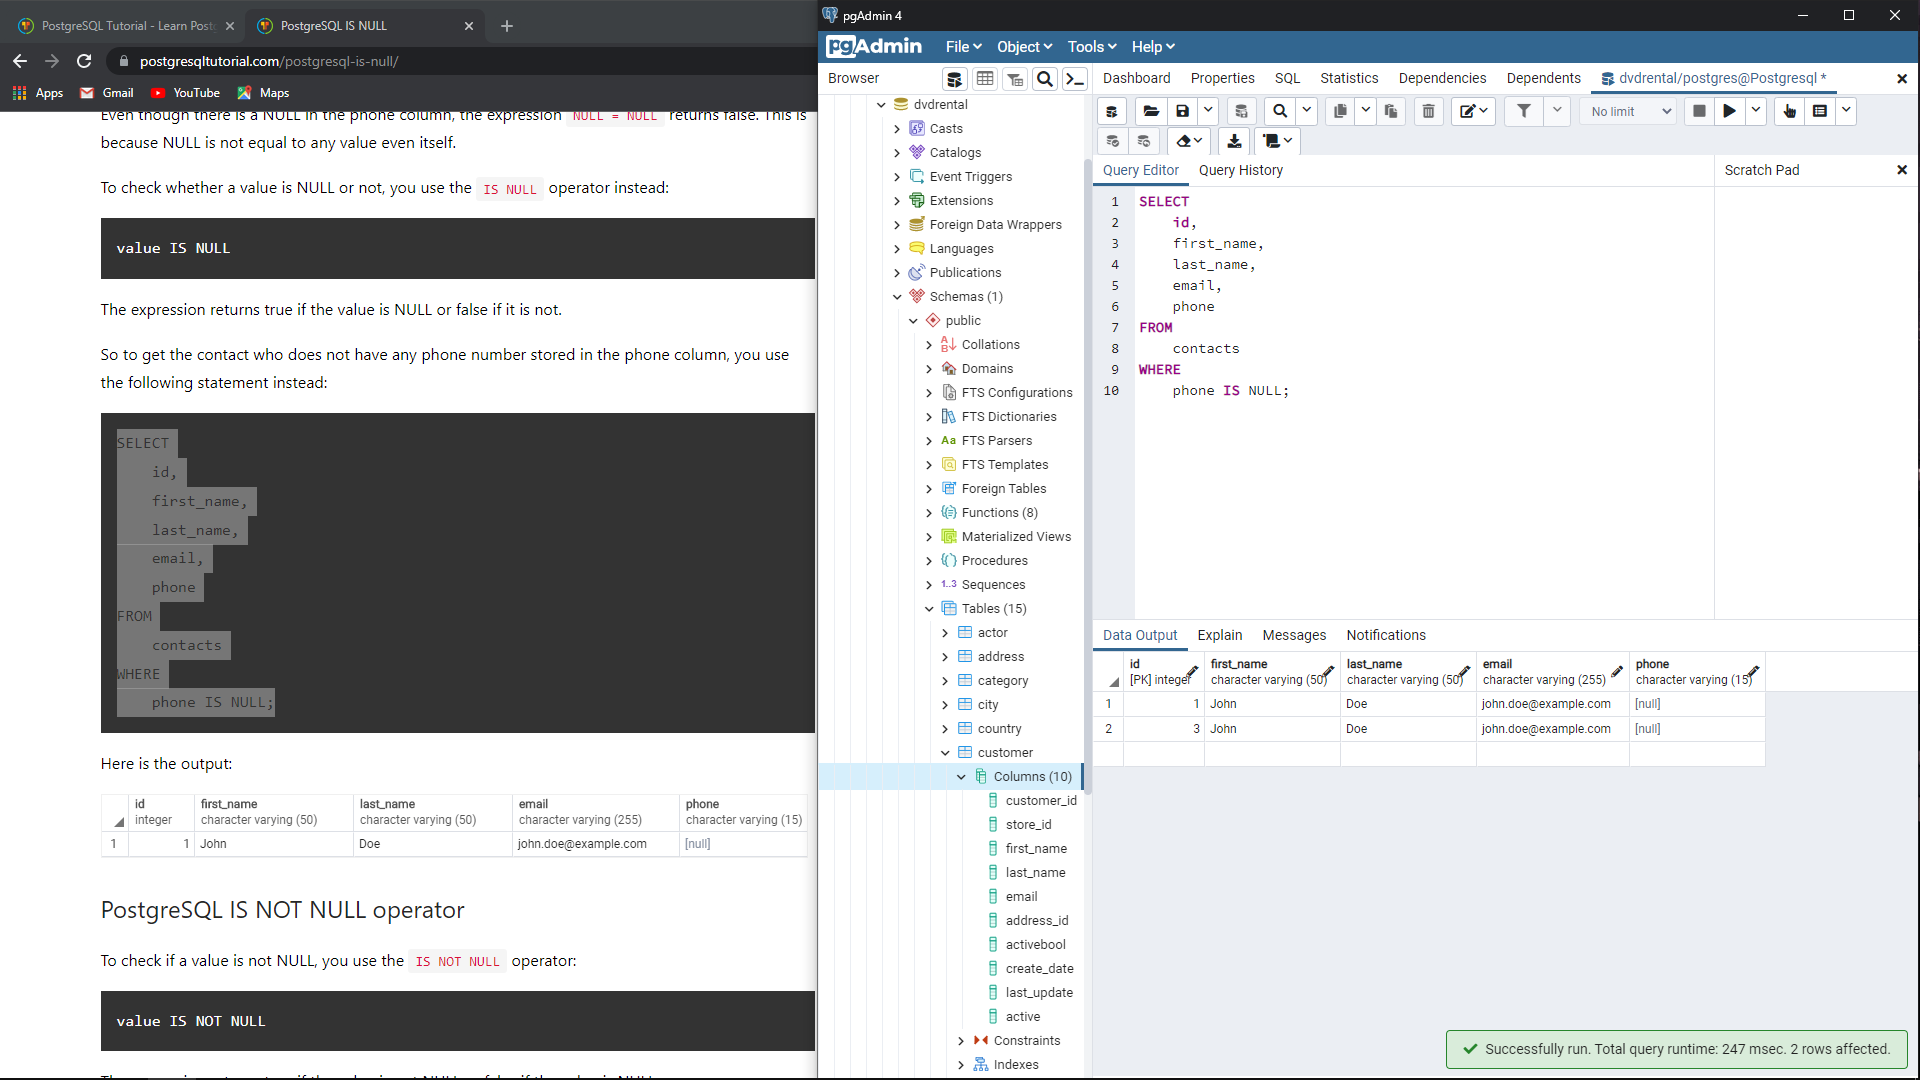 PostgreSQL Tutorial - Learn Post
PostgreSQL IS NULL
postgresqltutorial.com/postgresql-is-null/
Apps
Gmail
YouTube
Maps
Even though there is a NULL in the phone column, the expression NULL = NULL returns false. This is
because NULL is not equal to any value even itself.
To check whether a value is NULL or not, you use the IS NULL operator instead:
value IS NULL
The expression returns true if the value is NULL or false if it is not.
So to get the contact who does not have any phone number stored in the phone column, you use
the following statement instead:
SELECT
id,
first_name,
last_name,
email,
phone
FROM
contacts
WHERE
phone IS NULL;
Here is the output:
id first_name last_name email phone
integer character varying (50) character varying (50) character varying (255) character varying (15)
1 1 John Doe john.doe@example.com [null]
PostgreSQL IS NOT NULL operator
To check if a value is not NULL, you use the IS NOT NULL operator:
value IS NOT NULL
pgAdmin 4
pgAdmin
File
Object
Tools
Help
Browser
dvdrental
Casts
Catalogs
Event Triggers
Extensions
Foreign Data Wrappers
Languages
Publications
Schemas (1)
public
Collations
Domains
FTS Configurations
FTS Dictionaries
Aa FTS Parsers
FTS Templates
Foreign Tables
Functions (8)
Materialized Views
Procedures
1..3 Sequences
Tables (15)
actor
address
category
city
country
customer
Columns (10)
customer_id
store_id
first_name
last_name
email
address_id
activebool
create_date
last_update
active
Constraints
Indexes
Dashboard
Properties
SQL
Statistics
Dependencies
Dependents
dvdrental/postgres@Postgresql *
No limit
Query Editor
Query History
Scratch Pad
1 SELECT
2 id,
3 first_name,
4 last_name,
5 email,
6 phone
7 FROM
8 contacts
9 WHERE
10 phone IS NULL;
Data Output
Explain
Messages
Notifications
id first_name last_name email phone
[PK] integer character varying (50) character varying (50) character varying (255) character varying (15)
1 1 John Doe john.doe@example.com [null]
2 3 John Doe john.doe@example.com [null]
Successfully run. Total query runtime: 247 msec. 2 rows affected.